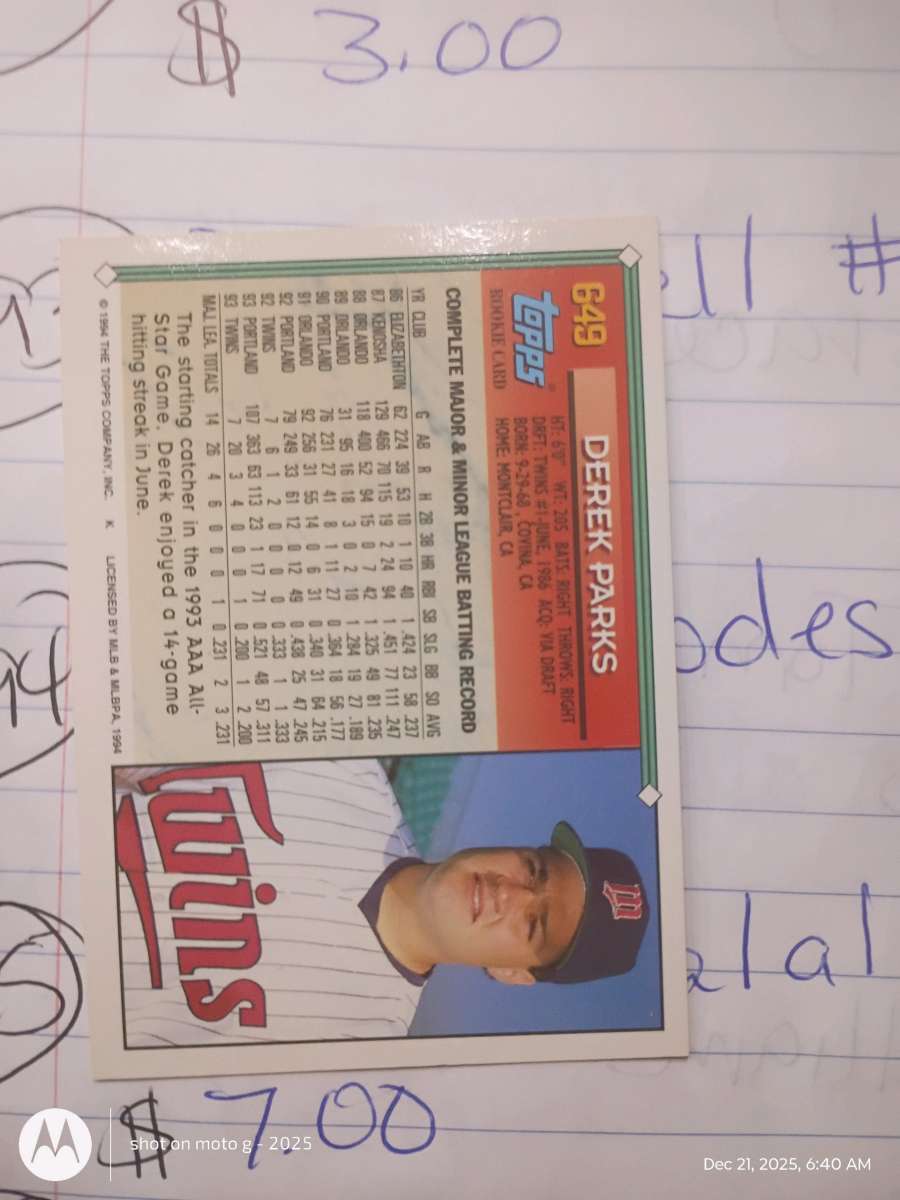 $ 3.00
#
odes
alal
$ 7.00
649
DEREK PARKS
topps
ROOKIE CARD
HT: 6'0" WT: 205 BATS: RIGHT THROWS: RIGHT
DRFT: TWINS #1-JUNE, 1986 ACQ: VIA DRAFT
BORN: 9-29-68, COVINA, CA
HOME: MONTCLAIR, CA
COMPLETE MAJOR & MINOR LEAGUE BATTING RECORD
YR CLUB G AB R H 2B 3B HR RBI SB SLG BB SO AVG
86 ELIZABETHTON 62 224 39 53 10 1 10 40 1 .424 23 58 .237
87 KENOSHA 129 466 70 115 19 2 24 94 1 .451 77 111 .247
88 ORLANDO 118 400 52 94 15 0 7 42 1 .325 49 81 .235
89 ORLANDO 31 95 16 18 3 0 2 10 1 .284 19 27 .189
90 PORTLAND 76 231 27 41 8 1 11 27 0 .364 18 56 .177
91 ORLANDO 92 256 31 55 14 0 6 31 0 .340 31 64 .215
92 PORTLAND 79 249 33 61 12 0 12 49 0 .438 25 47 .245
92 TWINS 7 6 1 2 0 0 0 0 0 .333 1 1 .333
93 PORTLAND 107 363 63 113 23 1 17 71 0 .521 48 57 .311
93 TWINS 7 20 3 4 0 0 0 1 0 .200 1 2 .200
MAJ. LEA. TOTALS 14 26 4 6 0 0 0 1 0 .231 2 3 .231
The starting catcher in the 1993 AAA All-
Star Game. Derek enjoyed a 14-game
hitting streak in June.
© 1994 THE TOPPS COMPANY, INC. K LICENSED BY MLB & MLBPA, 1994
m
Twins
shot on moto g - 2025
Dec 21, 2025, 6:40 AM